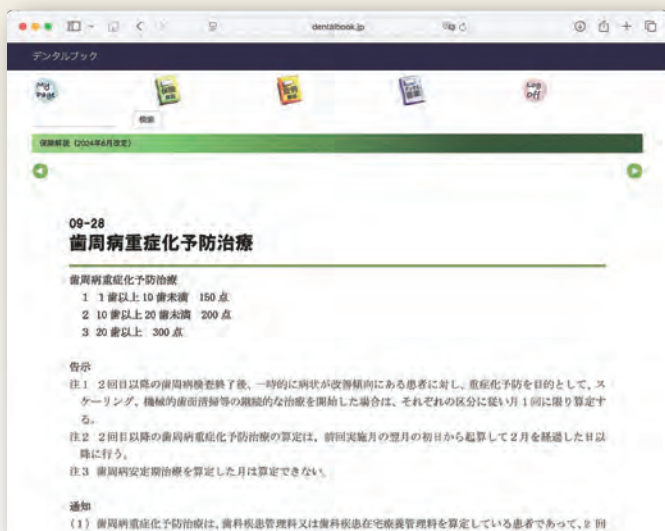 dentalbook.jp
デンタルブック
My Page
保険解説
Log Off
検索
保険解説（2024年6月改定）
09-28
歯周病重症化予防治療
歯周病重症化予防治療
1 1歯以上10歯未満 150点
2 10歯以上20歯未満 200点
3 20歯以上 300点
告示
注1 2回目以降の歯周病検査終了後、一時的に病状が改善傾向にある患者に対し、重症化予防を目的として、ス
ケーリング、機械的歯面清掃等の継続的な治療を開始した場合は、それぞれの区分に従い月1回に限り算定す
る。
注2 2回目以降の歯周病重症化予防治療の算定は、前回実施月の翌月の初日から起算して2月を経過した日以
降に行う。
注3 歯周病安定期治療を算定した月は算定できない。
通知
(1) 歯周病重症化予防治療は、歯科疾患管理料又は歯科疾患在宅療養管理料を算定している患者であって、2回